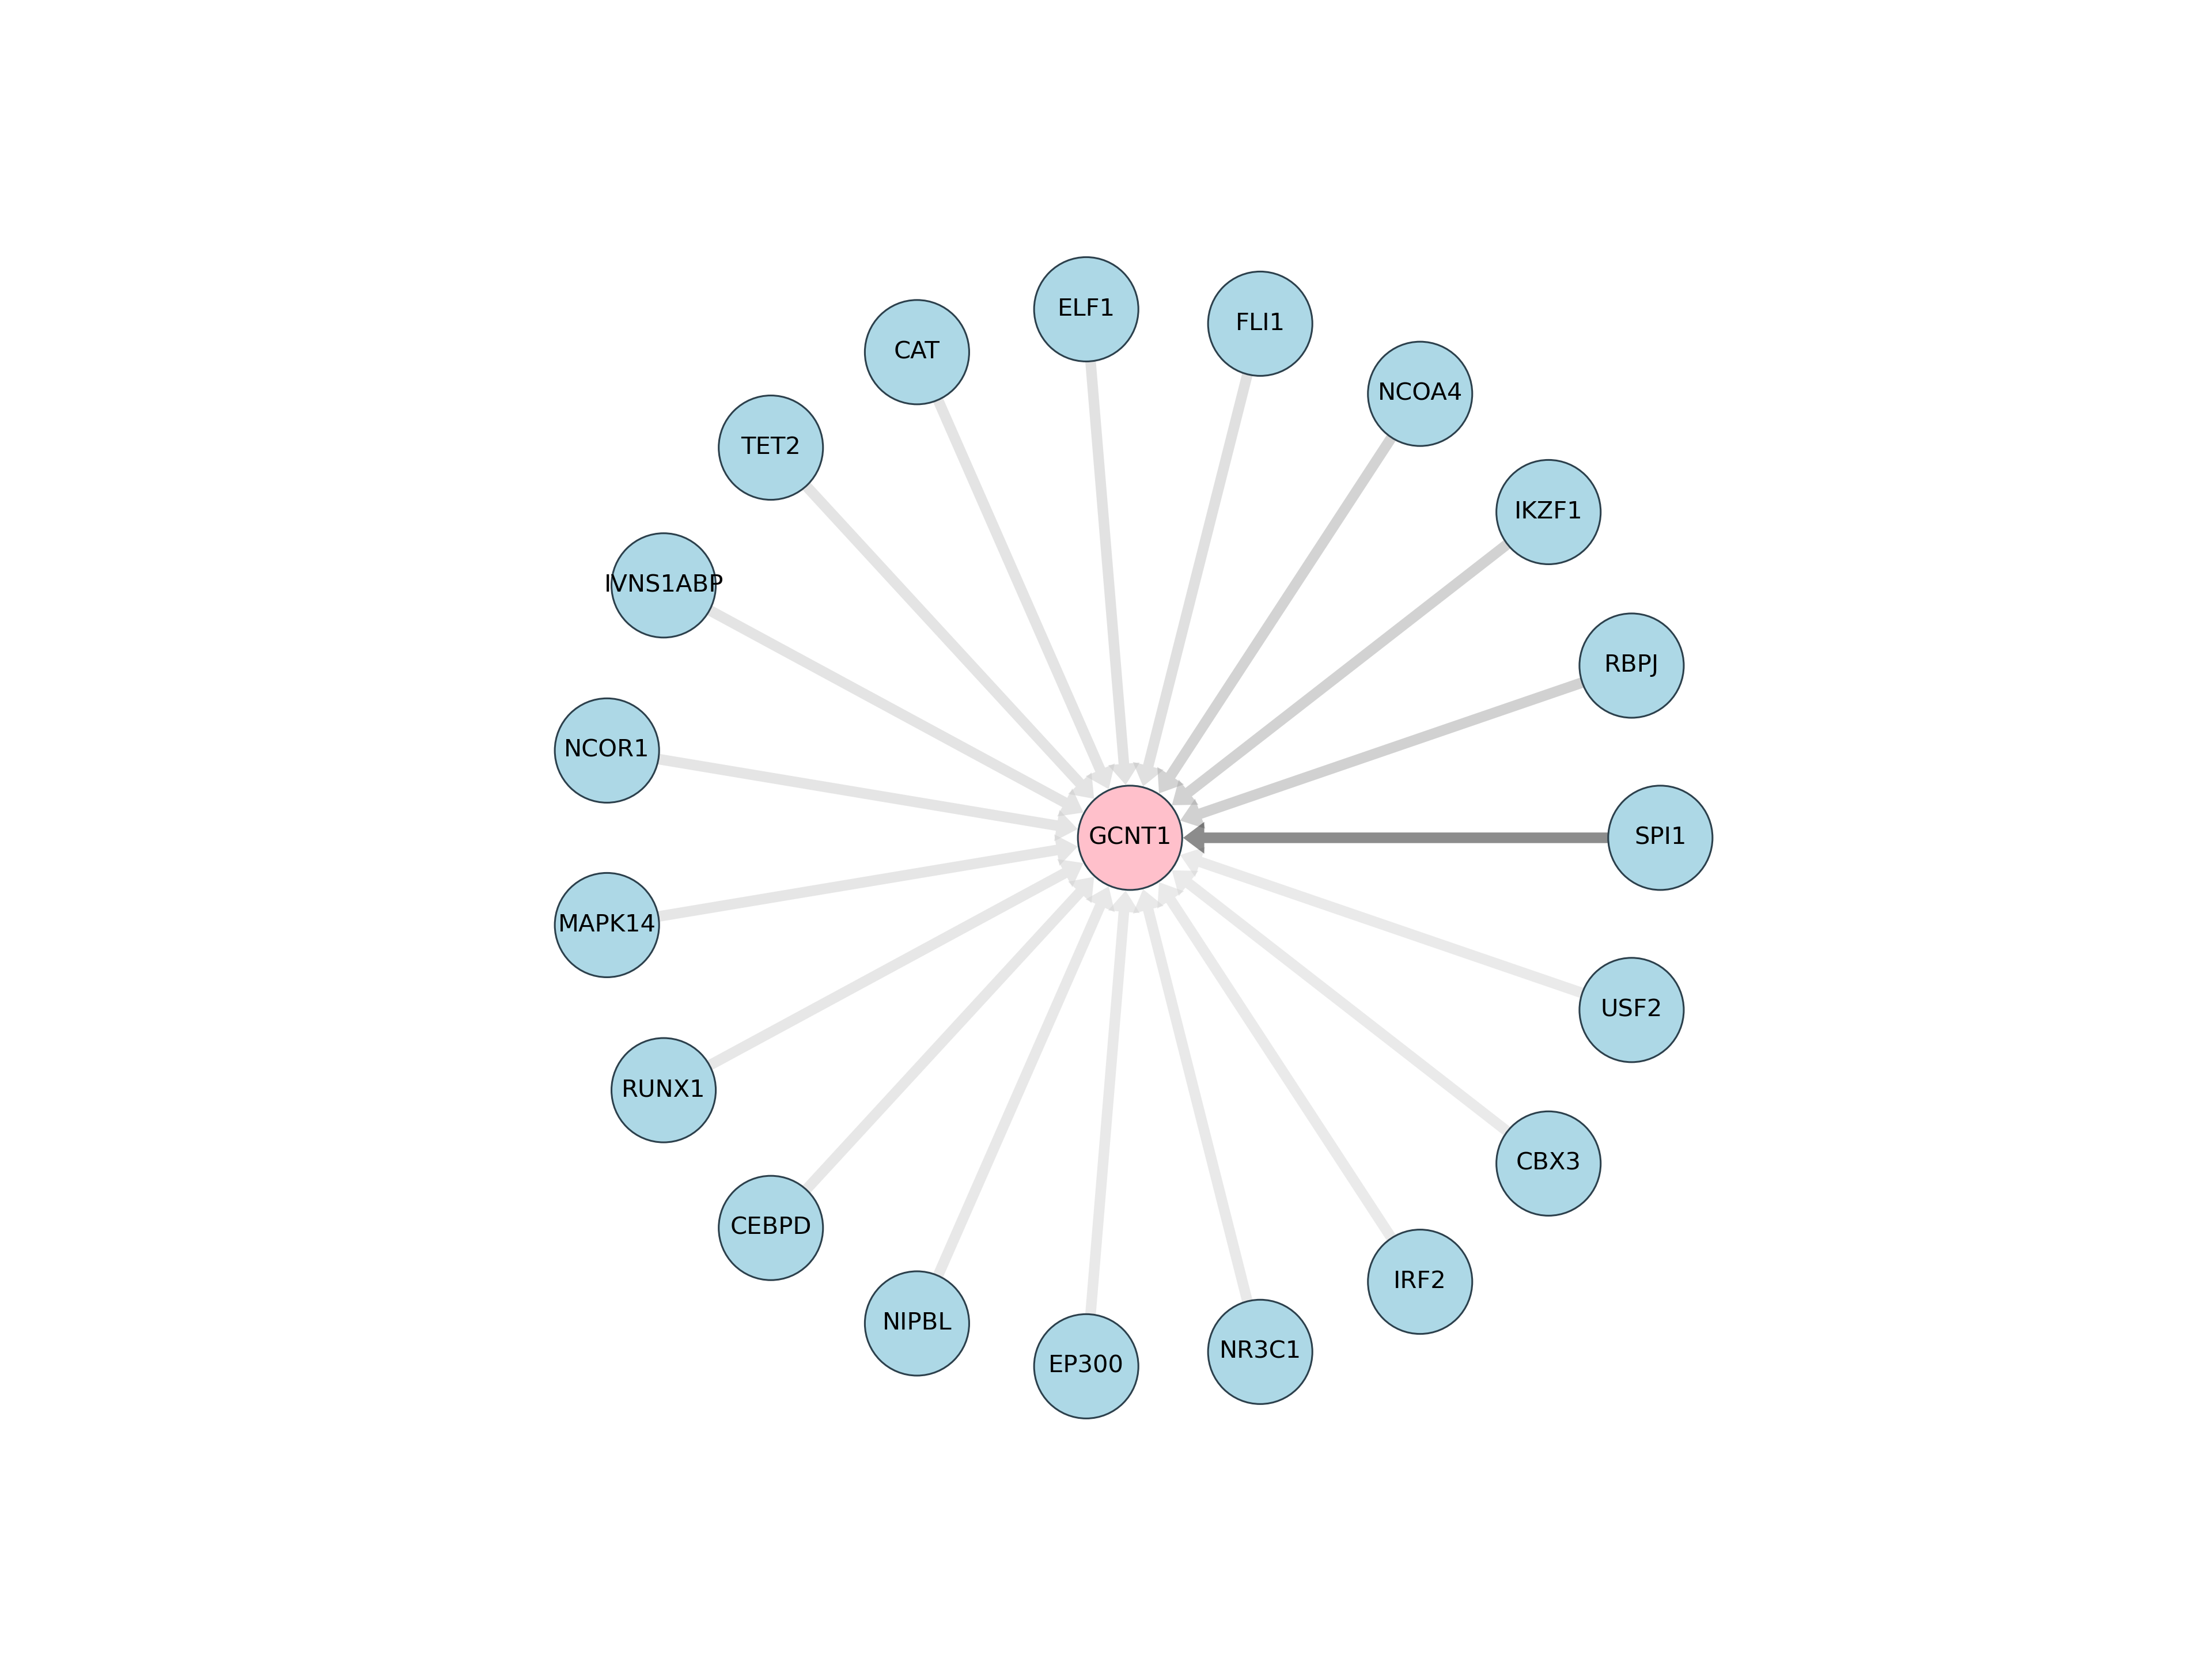 ELF1
FLI1
CAT
NCOA4
TET2
IKZF1
IVNS1ABP
RBPJ
NCOR1
GCNT1
SPI1
MAPK14
USF2
RUNX1
CBX3
CEBPD
IRF2
NIPBL
NR3C1
EP300